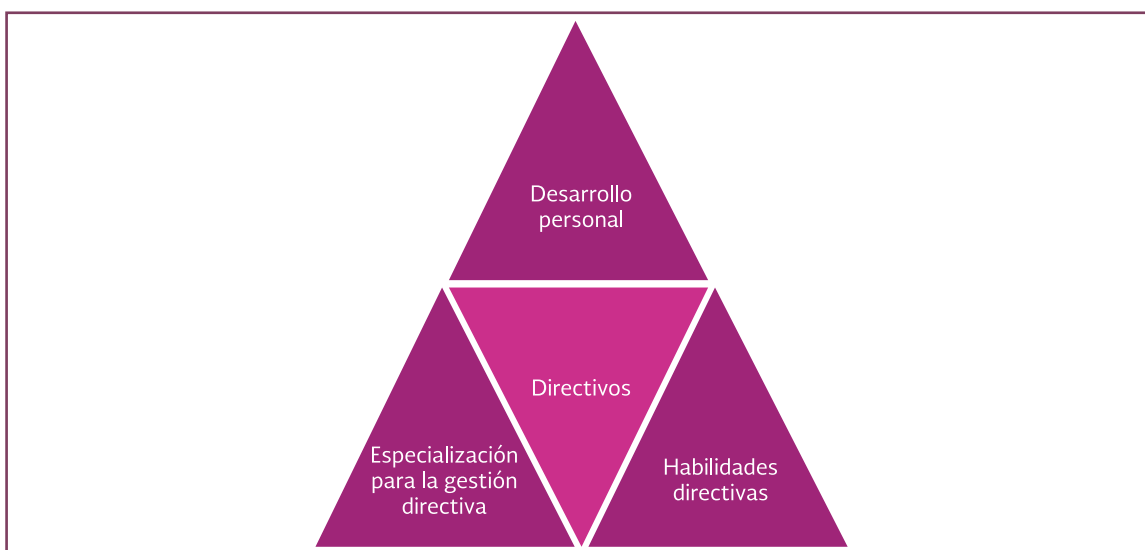 Desarrollo
personal
Directivos
Especialización
para la gestión
directiva
Habilidades
directivas